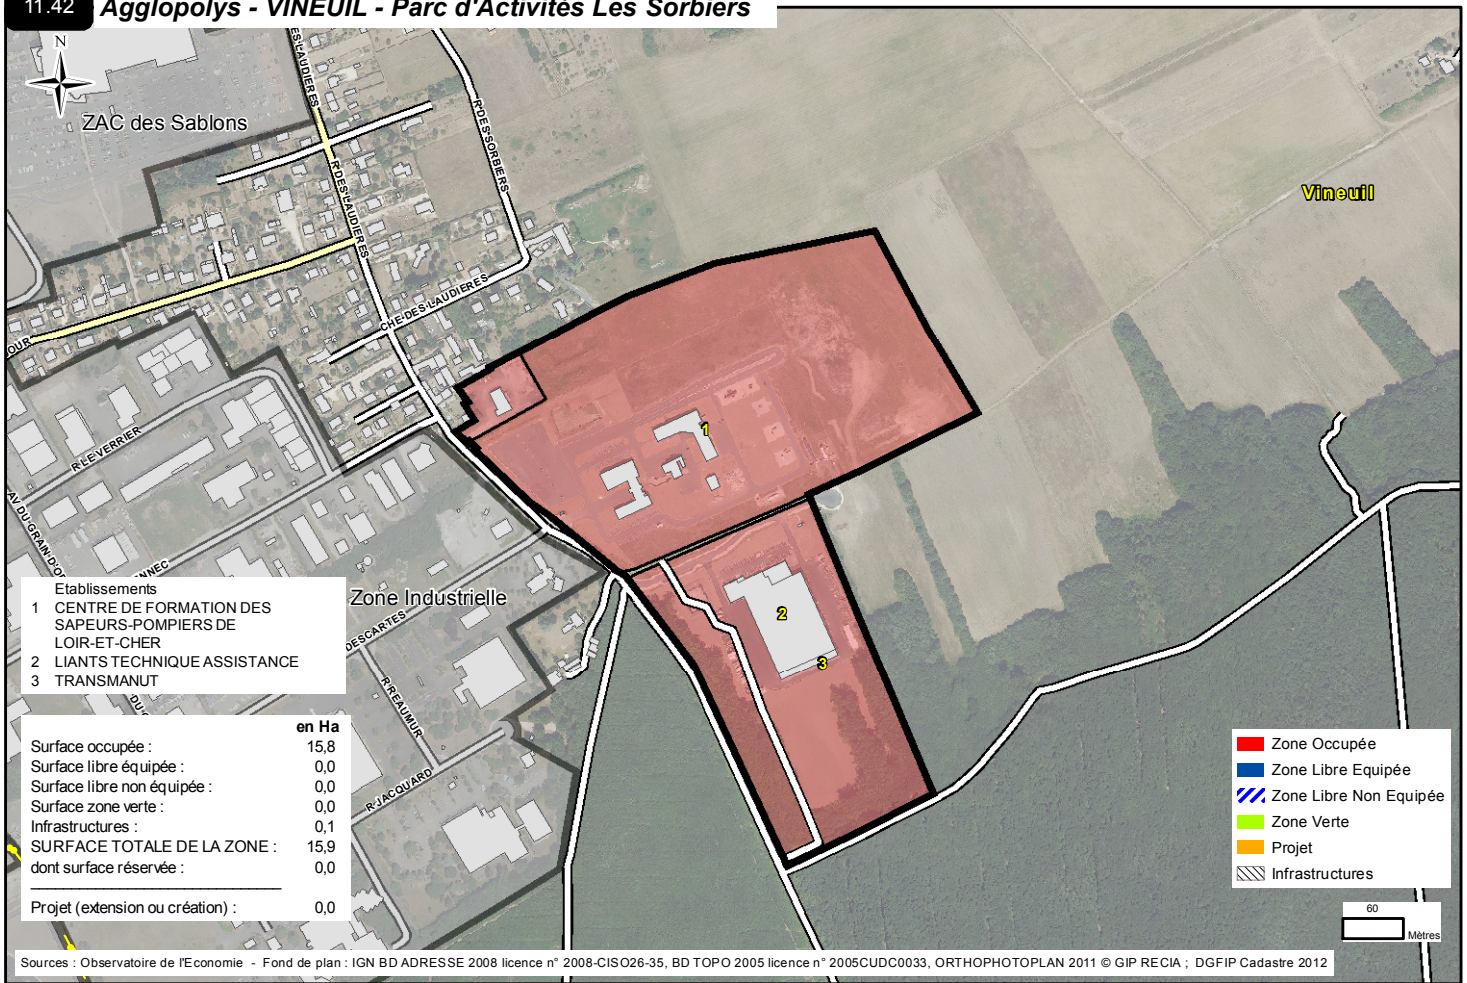 11.42 Agglopolys - VINEUIL - Parc d'Activités Les Sorbiers
N
ZAC des Sablons
R DES LAUDIERES
R DES SORBIERS
Vineuil
CHE DES LAUDIERES
R LE VERRIER
1
Zone Industrielle
DESCARTES
R REAUMUR
R JACQUARD
2
3
Etablissements
1 CENTRE DE FORMATION DES
SAPEURS-POMPIERS DE
LOIR-ET-CHER
2 LIANTS TECHNIQUE ASSISTANCE
3 TRANSMANUT
en Ha
Surface occupée : 15,8
Surface libre équipée : 0,0
Surface libre non équipée : 0,0
Surface zone verte : 0,0
Infrastructures : 0,1
SURFACE TOTALE DE LA ZONE : 15,9
dont surface réservée : 0,0
Projet (extension ou création) : 0,0
Zone Occupée
Zone Libre Equipée
Zone Libre Non Equipée
Zone Verte
Projet
Infrastructures
60
Mètres
Sources : Observatoire de l'Economie - Fond de plan : IGN BD ADRESSE 2008 licence n° 2008-CISO26-35, BD TOPO 2005 licence n° 2005CUDC0033, ORTHOPHOTOPLAN 2011 © GIP RECIA ; DGFIP Cadastre 2012